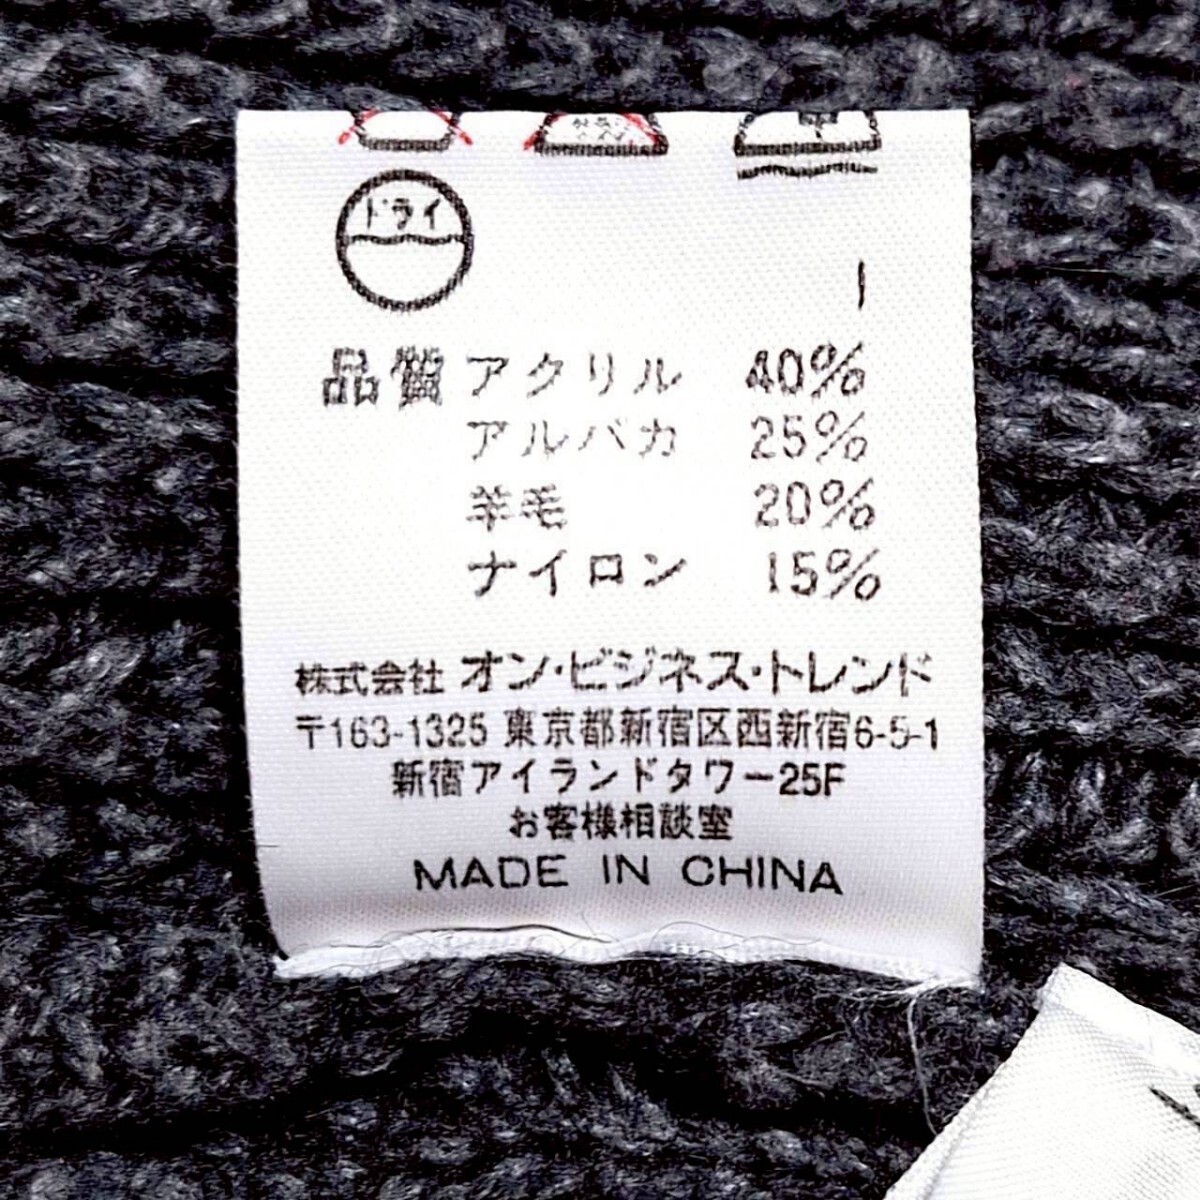 ドライ
品質 アクリル 40%
アルパカ 25%
羊毛 20%
ナイロン 15%
株式会社 オン・ビジネス・トレンド
〒163-1325 東京都新宿区西新宿6-5-1
新宿アイランドタワー25F
お客様相談室
MADE IN CHINA